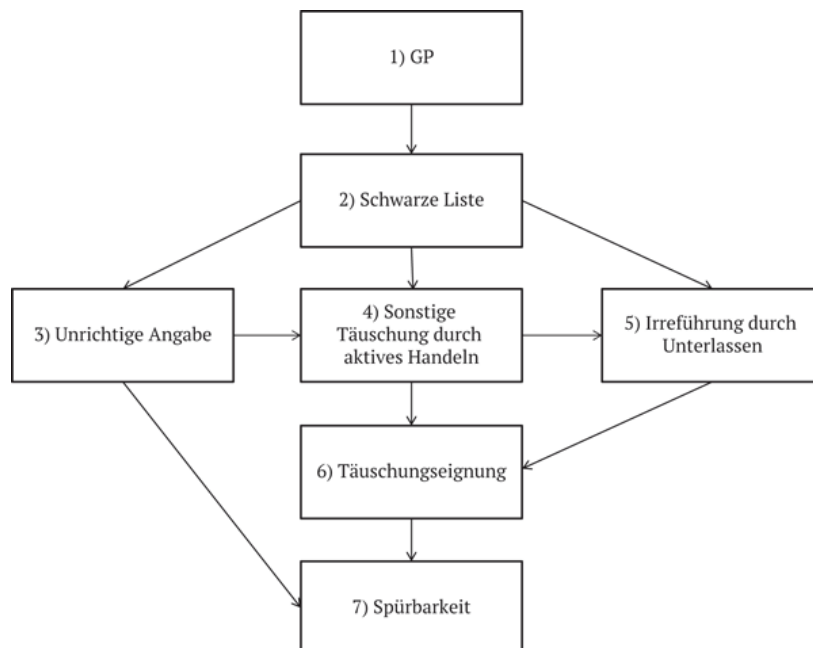 1) GP
2) Schwarze Liste
3) Unrichtige Angabe
4) Sonstige
Täuschung durch
aktives Handeln
5) Irreführung durch
Unterlassen
6) Täuschungseignung
7) Spürbarkeit